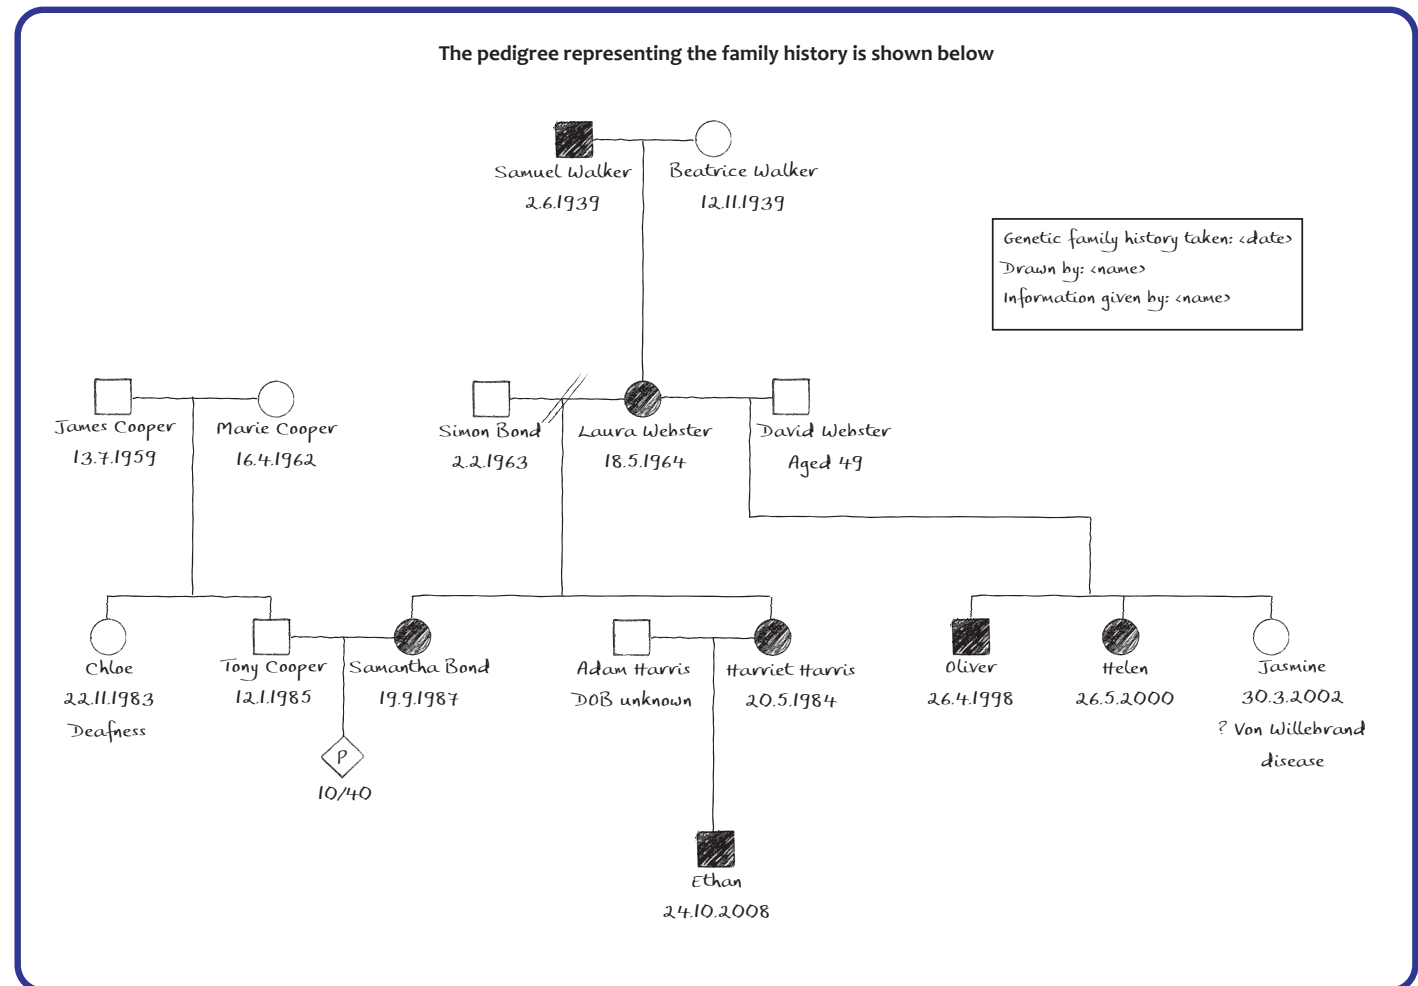 The pedigree representing the family history is shown below
Samuel Walker
2.6.1939
Beatrice Walker
12.11.1939
Genetic family history taken: <date>
Drawn by: <name>
Information given by: <name>
James Cooper
13.7.1959
Marie Cooper
16.4.1962
Simon Bond
2.2.1963
Laura Webster
18.5.1964
David Webster
Aged 49
Chloe
22.11.1983
Deafness
Tony Cooper
12.1.1985
Samantha Bond
19.9.1987
P
10/40
Adam Harris
DOB unknown
Harriet Harris
20.5.1984
Ethan
24.10.2008
Oliver
26.4.1998
Helen
26.5.2000
Jasmine
30.3.2002
? Von Willebrand
disease